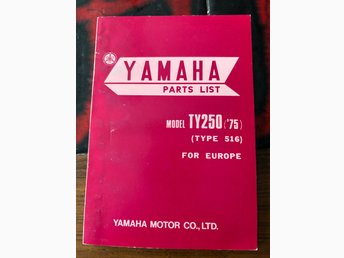 YAMAHA
PARTS LIST
MODEL TY250 ('75)
(TYPE 516)
FOR EUROPE
YAMAHA MOTOR CO., LTD.